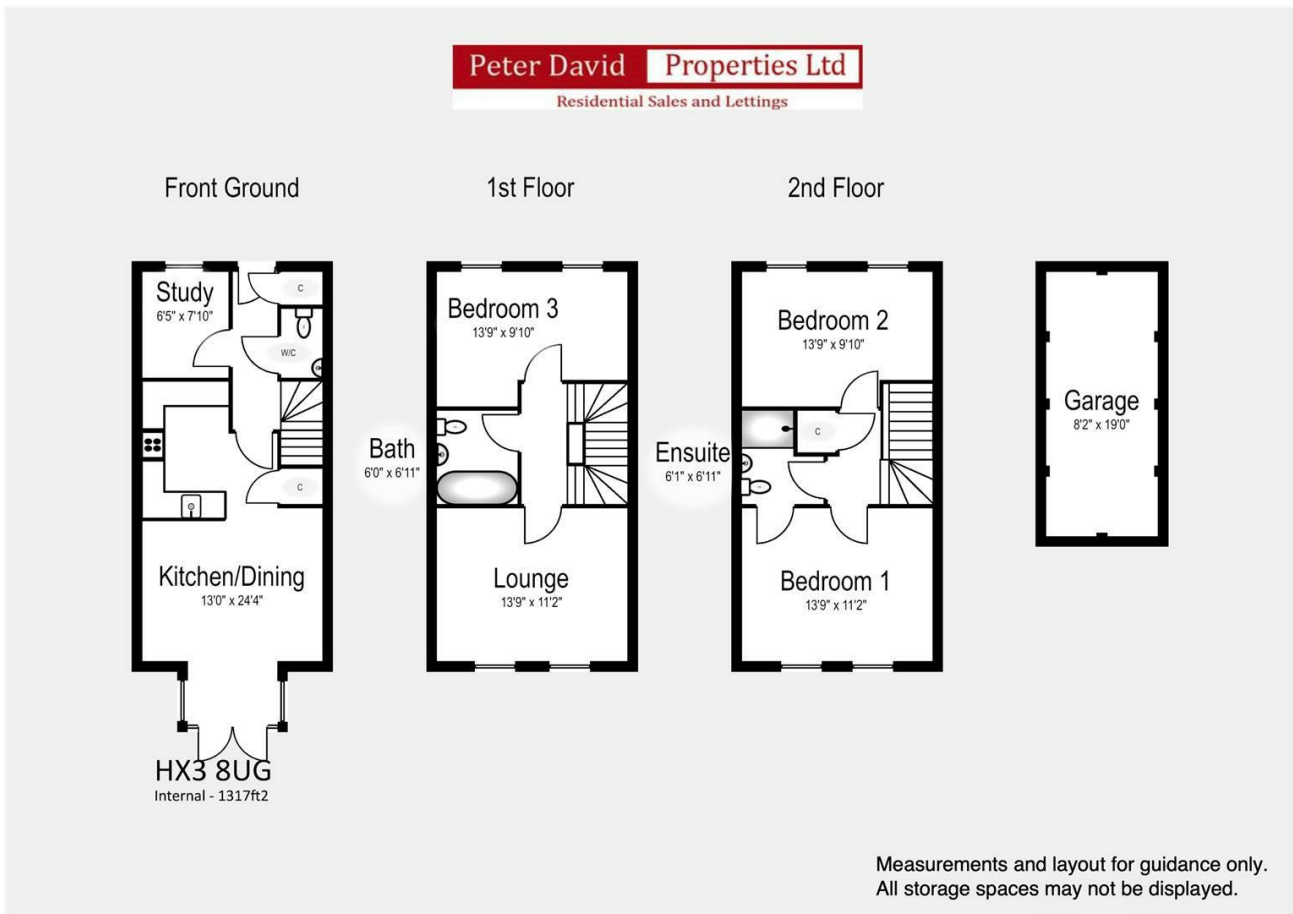 Peter David Properties Ltd
Residential Sales and Lettings
Front Ground
1st Floor
2nd Floor
Study
6'5" x 7'10"
C
W/C
C
Kitchen/Dining
13'0" x 24'4"
Bedroom 3
13'9" x 9'10"
Bath
6'0" x 6'11"
Lounge
13'9" x 11'2"
Bedroom 2
13'9" x 9'10"
C
Ensuite
6'1" x 6'11"
Bedroom 1
13'9" x 11'2"
Garage
8'2" x 19'0"
HX3 8UG
Internal - 1317ft2
Measurements and layout for guidance only.
All storage spaces may not be displayed.